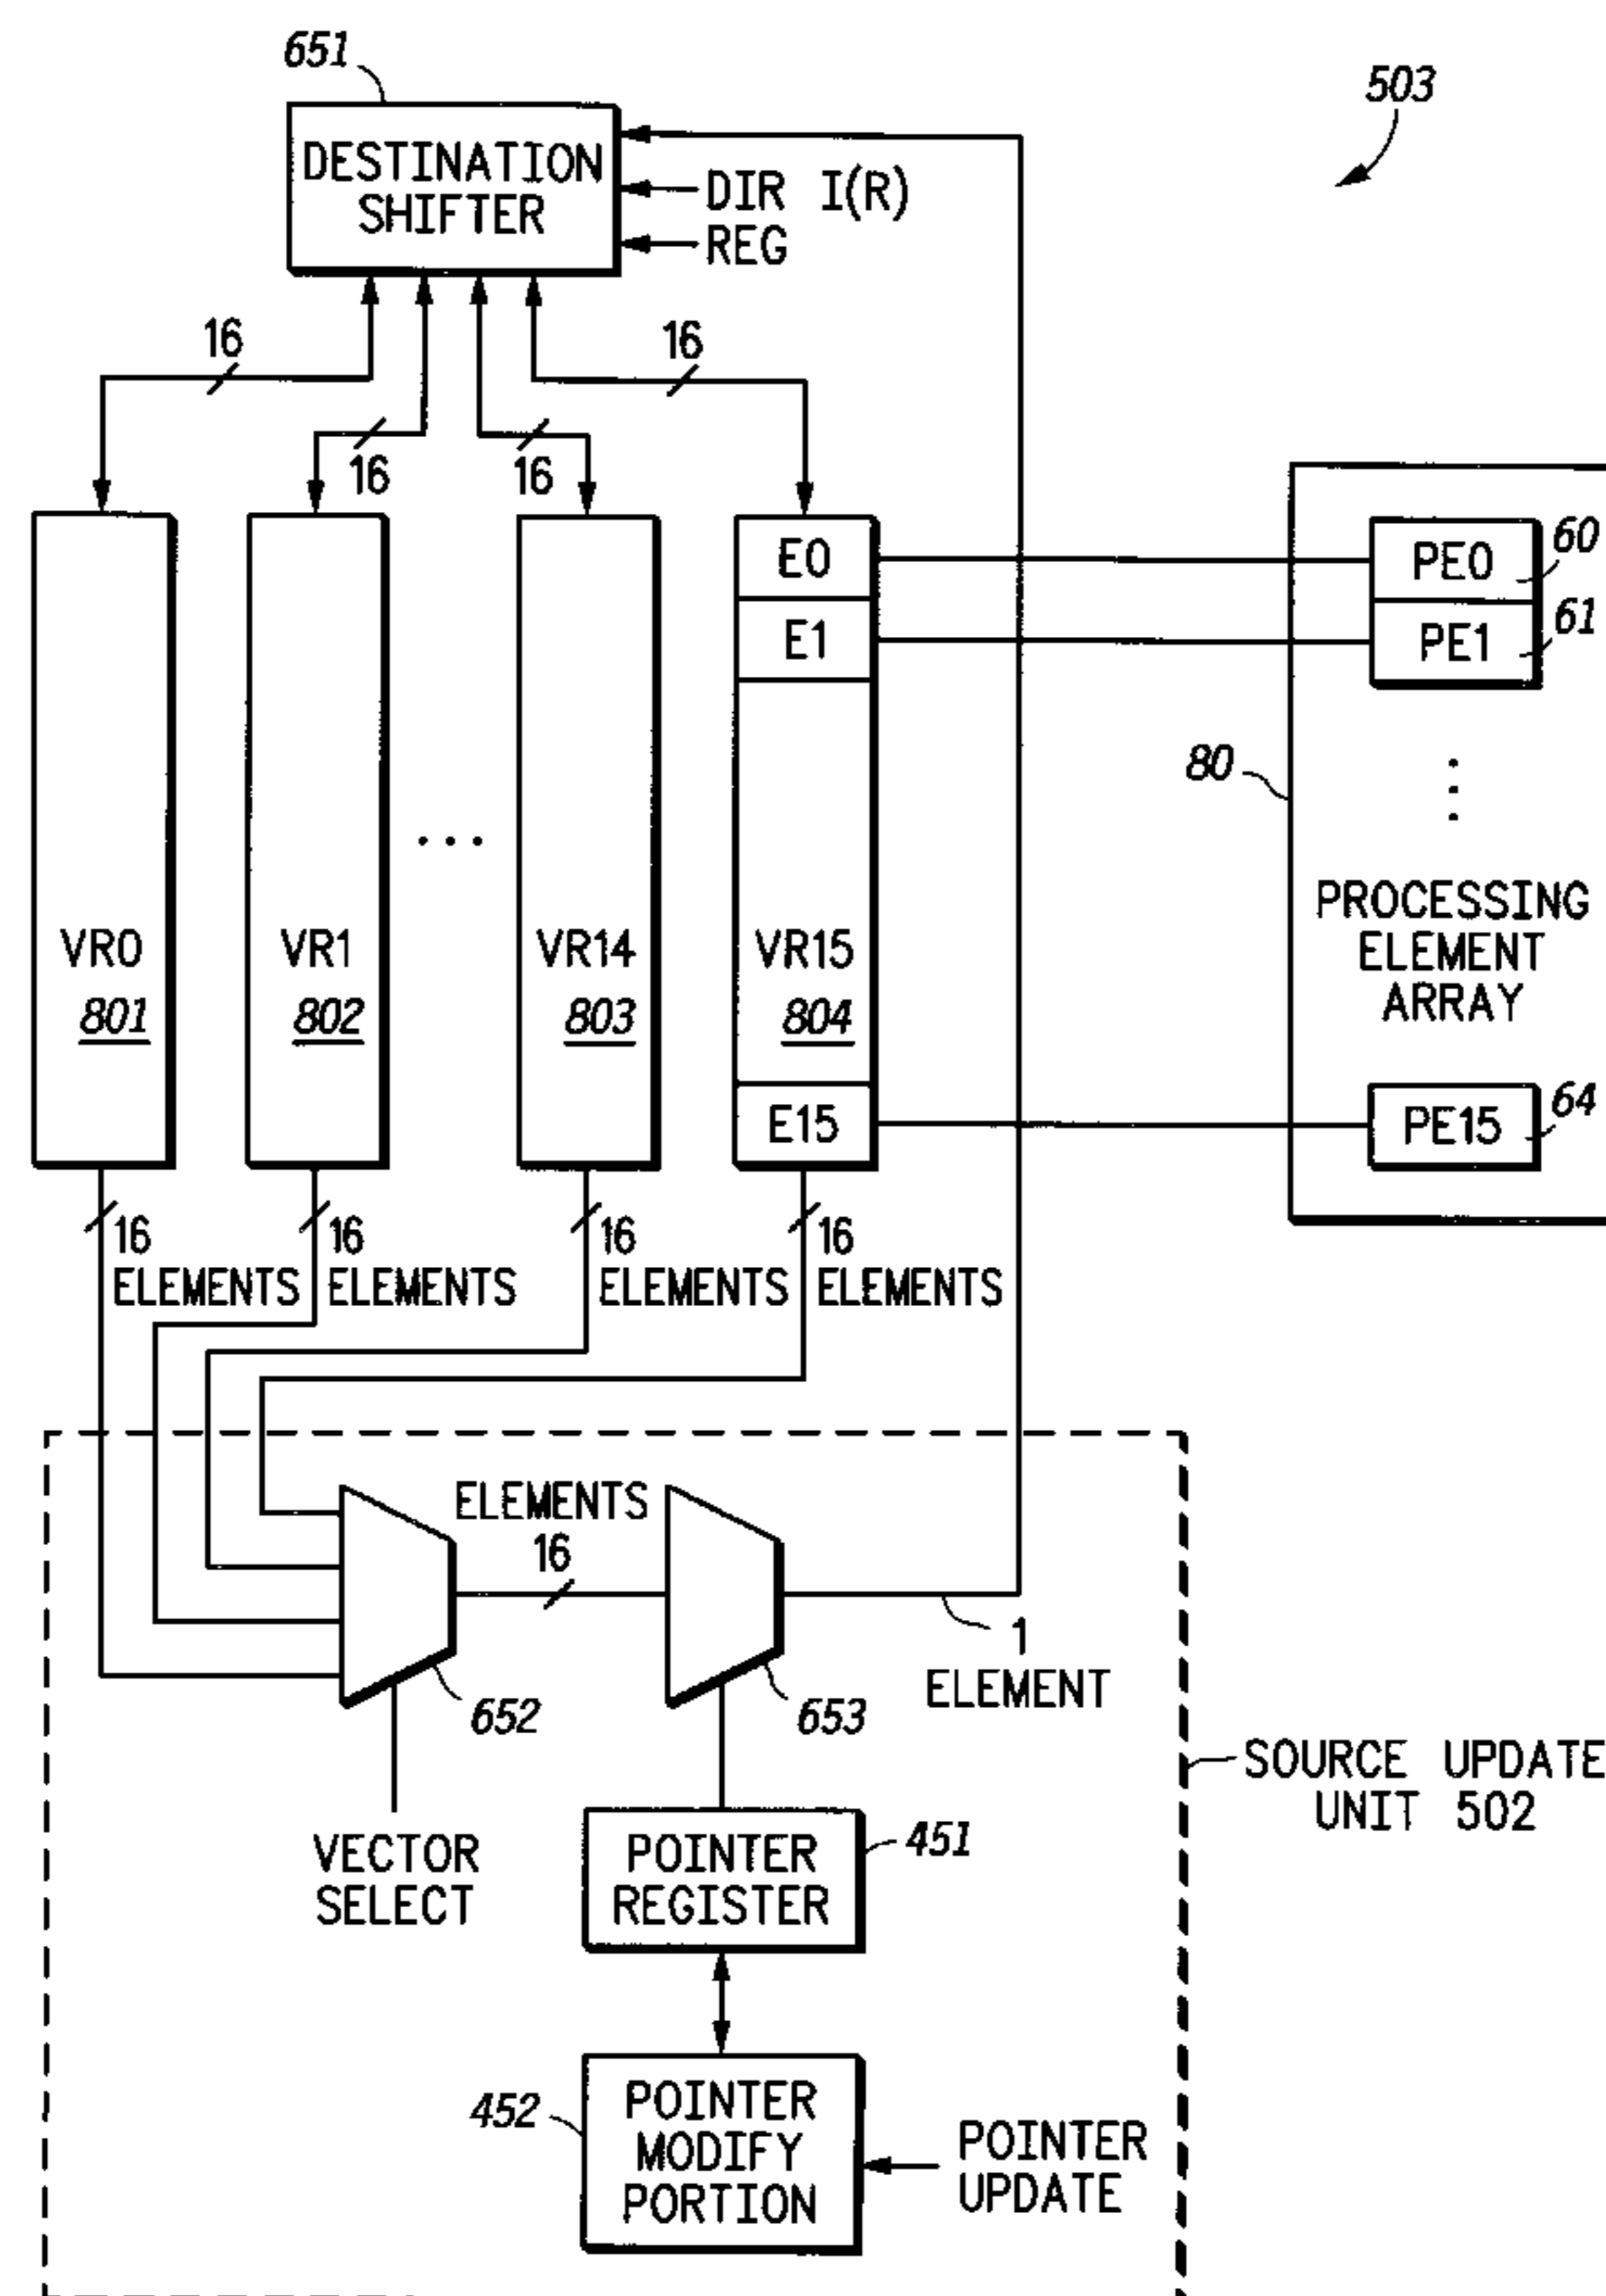 651
503
DESTINATION
SHIFTER
DIR I(R)
REG
16
16
16
16
E0
E1
E15
PE0
60
PE1
61
80
PROCESSING
ELEMENT
ARRAY
PE15
64
VR0
801
VR1
802
VR14
803
VR15
804
16
ELEMENTS
16
ELEMENTS
16
ELEMENTS
16
ELEMENTS
ELEMENTS
16
1
ELEMENT
652
653
VECTOR
SELECT
POINTER
REGISTER
451
SOURCE UPDATE
UNIT 502
452
POINTER
MODIFY
PORTION
POINTER
UPDATE